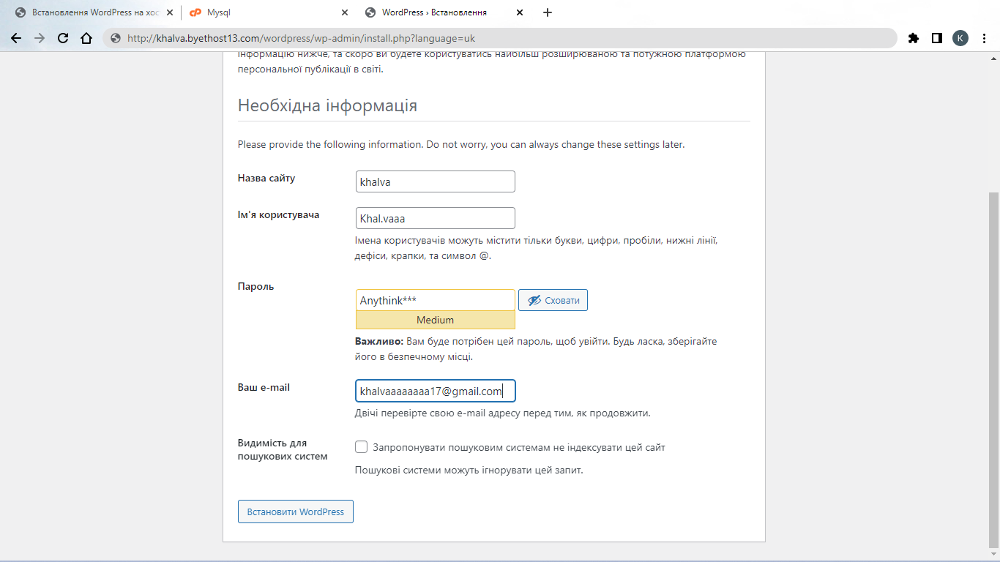 Встановлення WordPress на хос
Mysql
WordPress › Встановлення
http://khalva.byethost13.com/wordpress/wp-admin/install.php?language=uk
K
інформацію нижче, та скоро ви будете користуватись найбільш розширюваною та потужною платформою
персональної публікації в світі.
Необхідна інформація
Please provide the following information. Do not worry, you can always change these settings later.
Назва сайту
khalva
Ім'я користувача
Khal.vaaa
Імена користувачів можуть містити тільки букви, цифри, пробіли, нижні лінії,
дефіси, крапки, та символ @.
Пароль
Anythink***
Сховати
Medium
Важливо: Вам буде потрібен цей пароль, щоб увійти. Будь ласка, зберігайте
його в безпечному місці.
Ваш e-mail
khalvaaaaaaaa17@gmail.com
Двічі перевірте свою e-mail адресу перед тим, як продовжити.
Видимість для
пошукових систем
Запропонувати пошуковим системам не індексувати цей сайт
Пошукові системи можуть ігнорувати цей запит.
Встановити WordPress